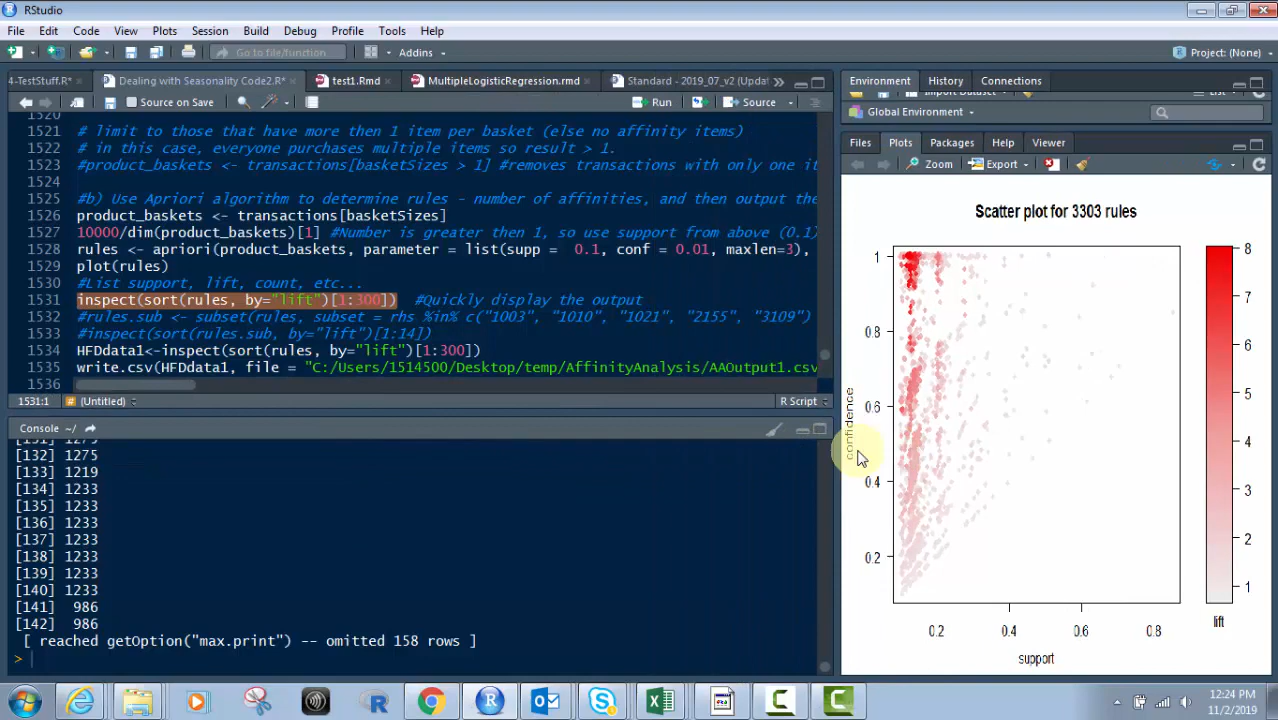 RStudio
File Edit Code View Plots Session Build Debug Profile Tools Help
Go to file/function Addins Project: (None)
4-TestStuff.R* Dealing with Seasonality Code2.R* test1.Rmd MultipleLogisticRegression.rmd Standard - 2019_07_v2 (Updat
Source on Save Run Source
1520
1521 # limit to those that have more then 1 item per basket (else no affinity items)
1522 # in this case, everyone purchases multiple items so result > 1.
1523 #product_baskets <- transactions[basketSizes > 1] #removes transactions with only one it
1524
1525 #b) Use Apriori algorithm to determine rules - number of affinities, and then output the
1526 product_baskets <- transactions[basketSizes]
1527 10000/dim(product_baskets)[1] #Number is greater then 1, so use support from above (0.1)
1528 rules <- apriori(product_baskets, parameter = list(supp = 0.1, conf = 0.01, maxlen=3),
1529 plot(rules)
1530 #List support, lift, count, etc...
1531 inspect(sort(rules, by="lift")[1:300]) #Quickly display the output
1532 #rules.sub <- subset(rules, subset = rhs %in% c("1003", "1010", "1021", "2155", "3109")
1533 #inspect(sort(rules.sub, by="lift")[1:14])
1534 HFDdata1<-inspect(sort(rules, by="lift")[1:300])
1535 write.csv(HFDdata1, file = "C:/Users/1514500/Desktop/temp/AffinityAnalysis/AAOutput1.csv
1536
1531:1 # (Untitled) R Script
Console ~/
[131] 1275
[132] 1275
[133] 1219
[134] 1233
[135] 1233
[136] 1233
[137] 1233
[138] 1233
[139] 1233
[140] 1233
[141] 986
[142] 986
[ reached getOption("max.print") -- omitted 158 rows ]
>
Environment History Connections
Import Dataset List
Global Environment
Files Plots Packages Help Viewer
Zoom Export
Scatter plot for 3303 rules
1
0.8
0.6
0.4
0.2
confidence
0.2 0.4 0.6 0.8
support
8
7
6
5
4
3
2
1
lift
12:24 PM
11/2/2019